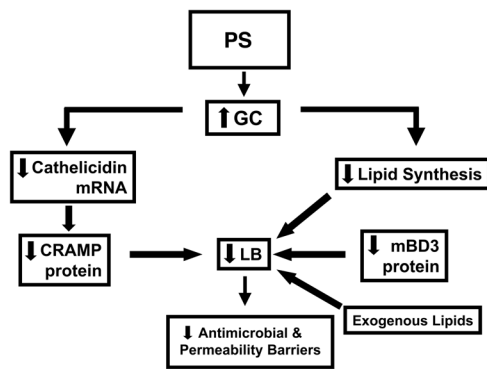 PS
⬆ GC
⬇ Cathelicidin
mRNA
⬇ Lipid Synthesis
⬇ CRAMP
protein
⬇ LB
⬇ mBD3
protein
Exogenous Lipids
⬇ Antimicrobial &
Permeability Barriers